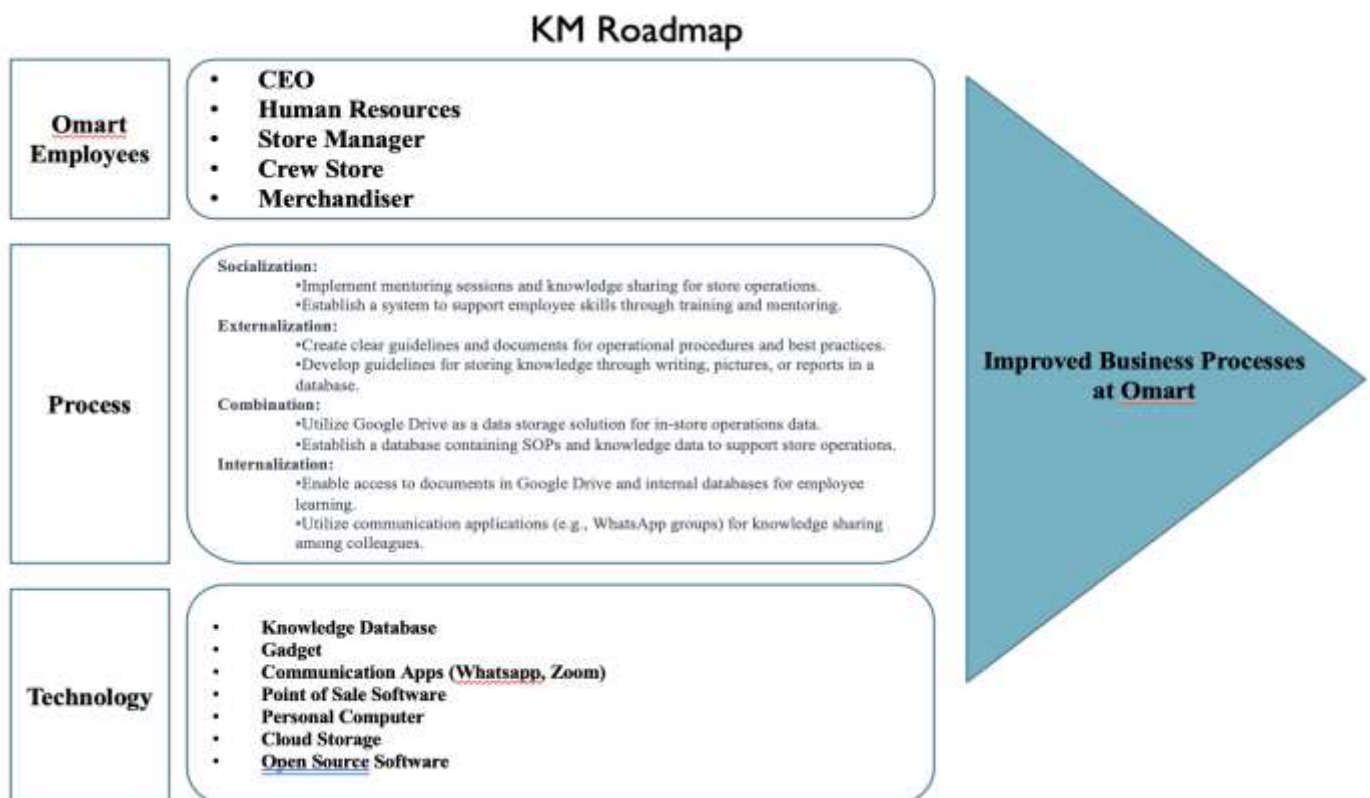 KM Roadmap
Omart
Employees
• CEO
• Human Resources
• Store Manager
• Crew Store
• Merchandiser
Process
Socialization:
•Implement mentoring sessions and knowledge sharing for store operations.
•Establish a system to support employee skills through training and mentoring.
Externalization:
•Create clear guidelines and documents for operational procedures and best practices.
•Develop guidelines for storing knowledge through writing, pictures, or reports in a
database.
Combination:
•Utilize Google Drive as a data storage solution for in-store operations data.
•Establish a database containing SOPs and knowledge data to support store operations.
Internalization:
•Enable access to documents in Google Drive and internal databases for employee
learning.
•Utilize communication applications (e.g., WhatsApp groups) for knowledge sharing
among colleagues.
Technology
• Knowledge Database
• Gadget
• Communication Apps (Whatsapp, Zoom)
• Point of Sale Software
• Personal Computer
• Cloud Storage
• Open Source Software
Improved Business Processes
at Omart